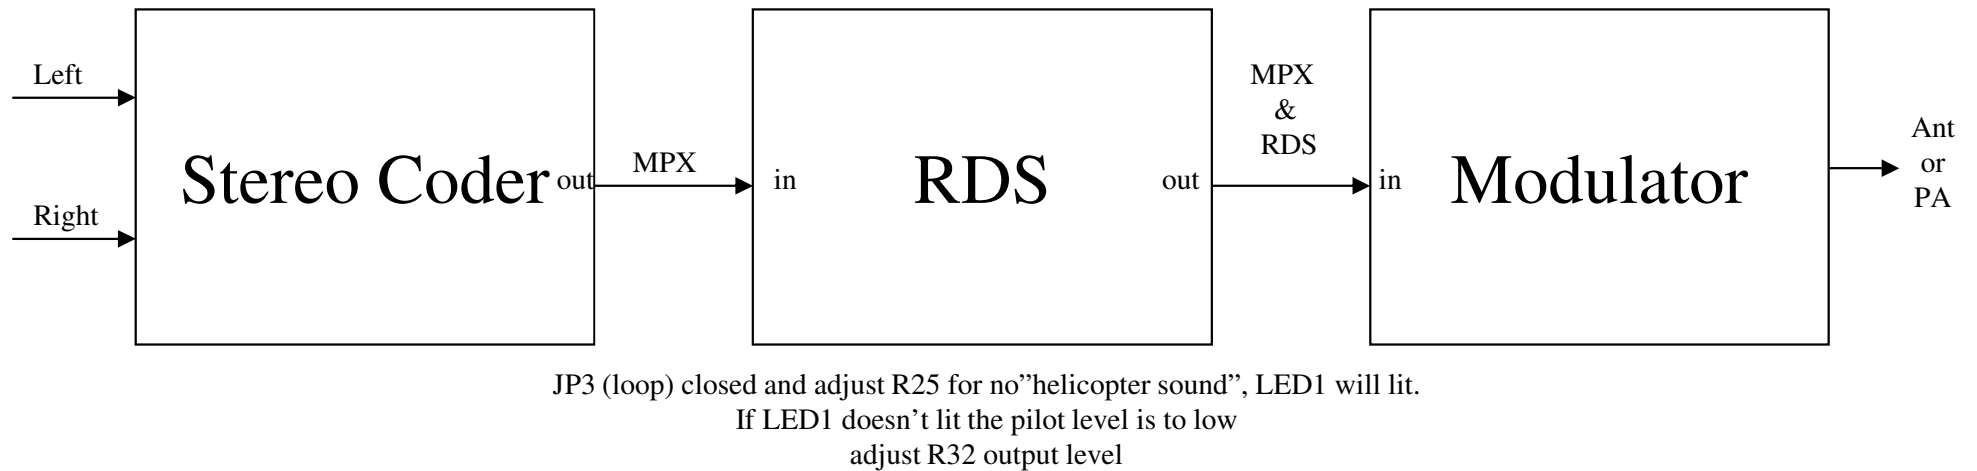 Left
Right
Stereo Coder
out
MPX
in
RDS
out
MPX
&
RDS
in
Modulator
Ant
or
PA
JP3 (loop) closed and adjust R25 for no”helicopter sound”, LED1 will lit.
If LED1 doesn’t lit the pilot level is to low
adjust R32 output level